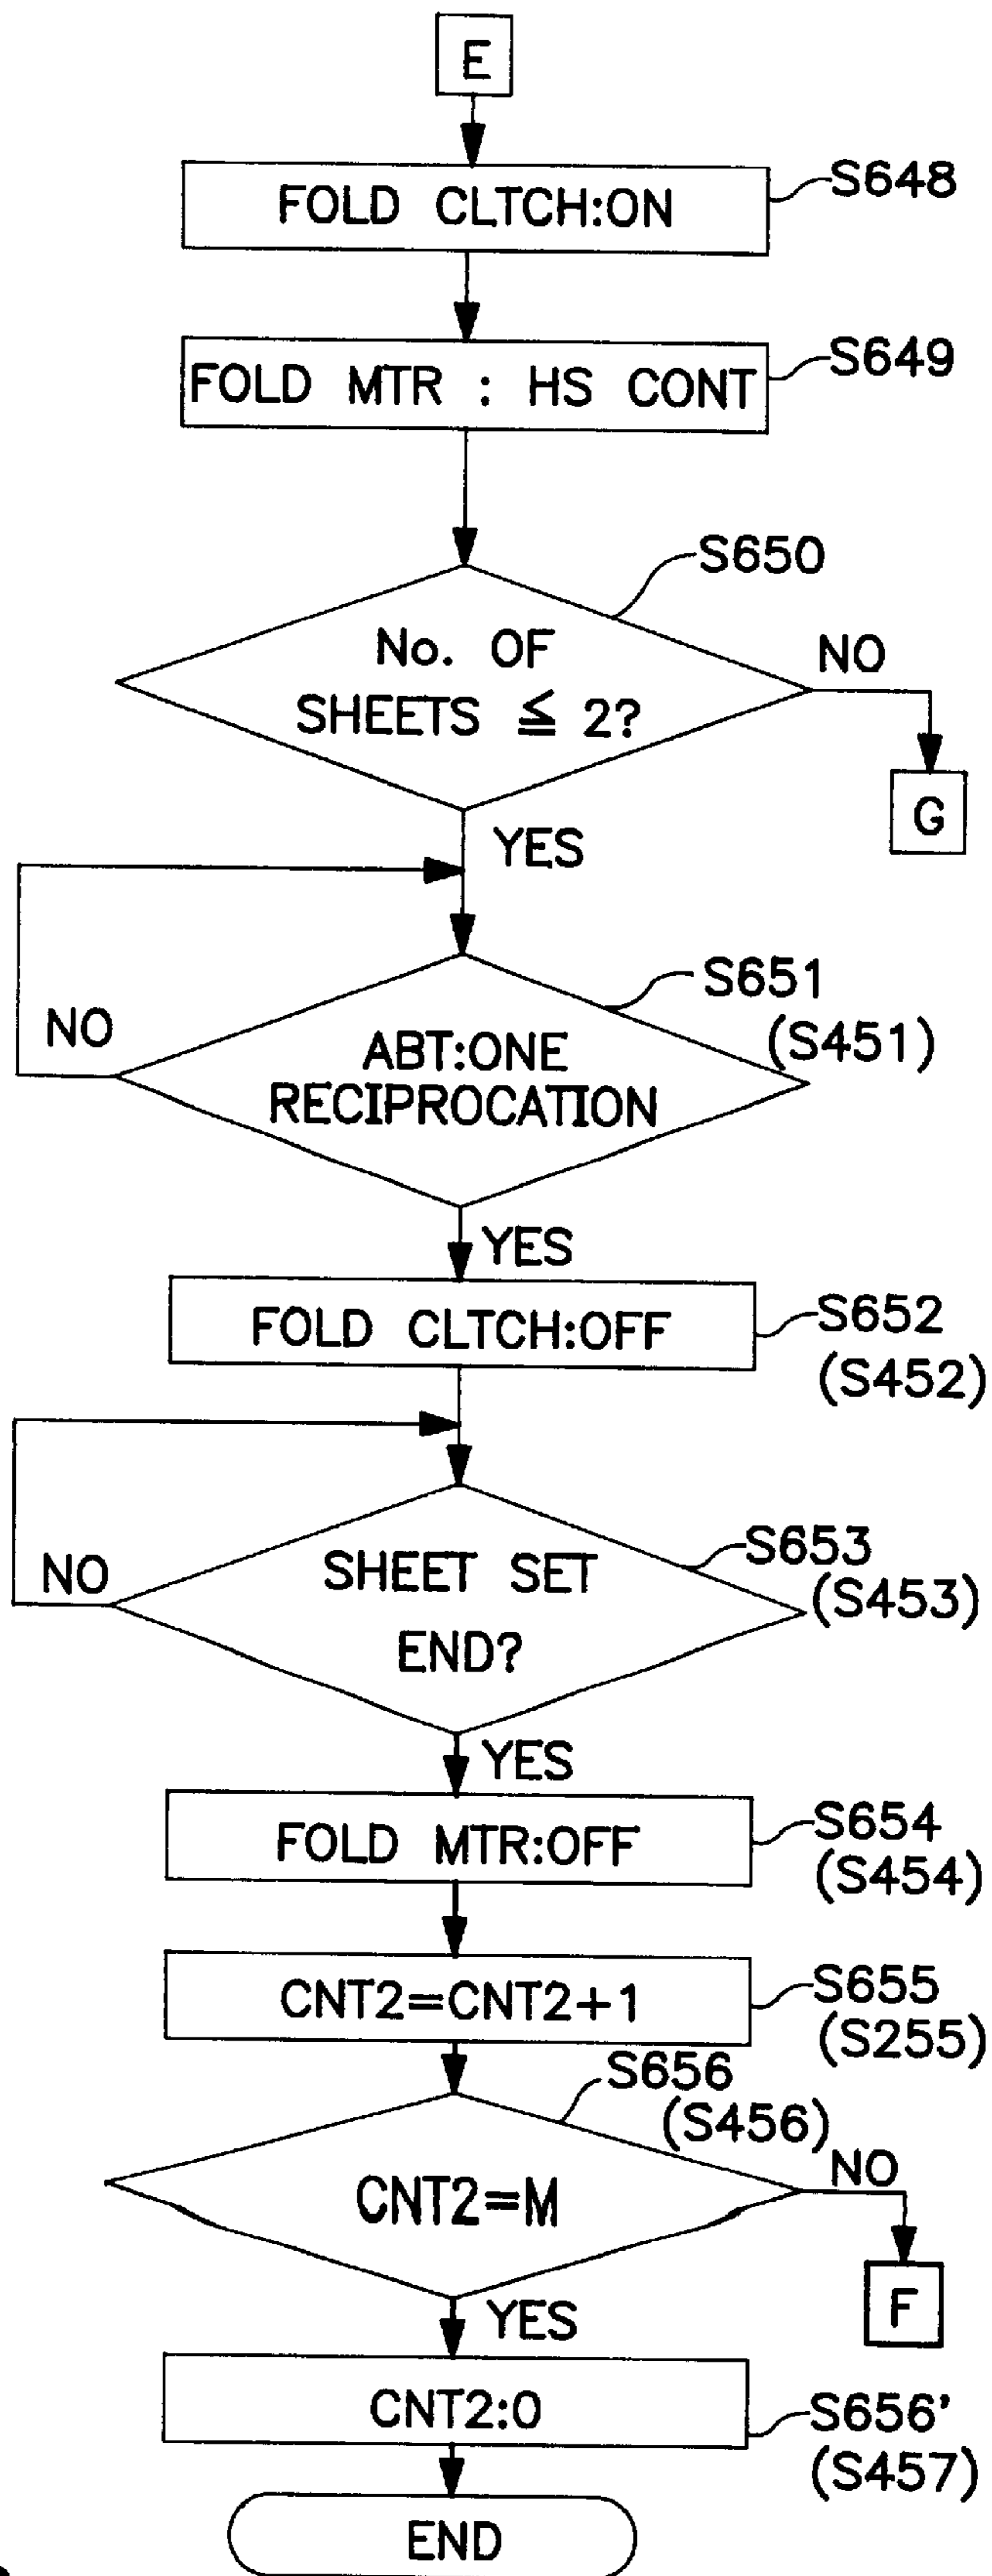 E
FOLD CLTCH:ON
S648
FOLD MTR : HS CONT
S649
S650
No. OF
SHEETS ≦ 2?
NO
G
YES
S651
(S451)
NO
ABT:ONE
RECIPROCATION
YES
FOLD CLTCH:OFF
S652
(S452)
S653
(S453)
NO
SHEET SET
END?
YES
FOLD MTR:OFF
S654
(S454)
CNT2=CNT2+1
S655
(S255)
S656
(S456)
NO
CNT2=M
F
YES
CNT2:0
S656'
(S457)
END